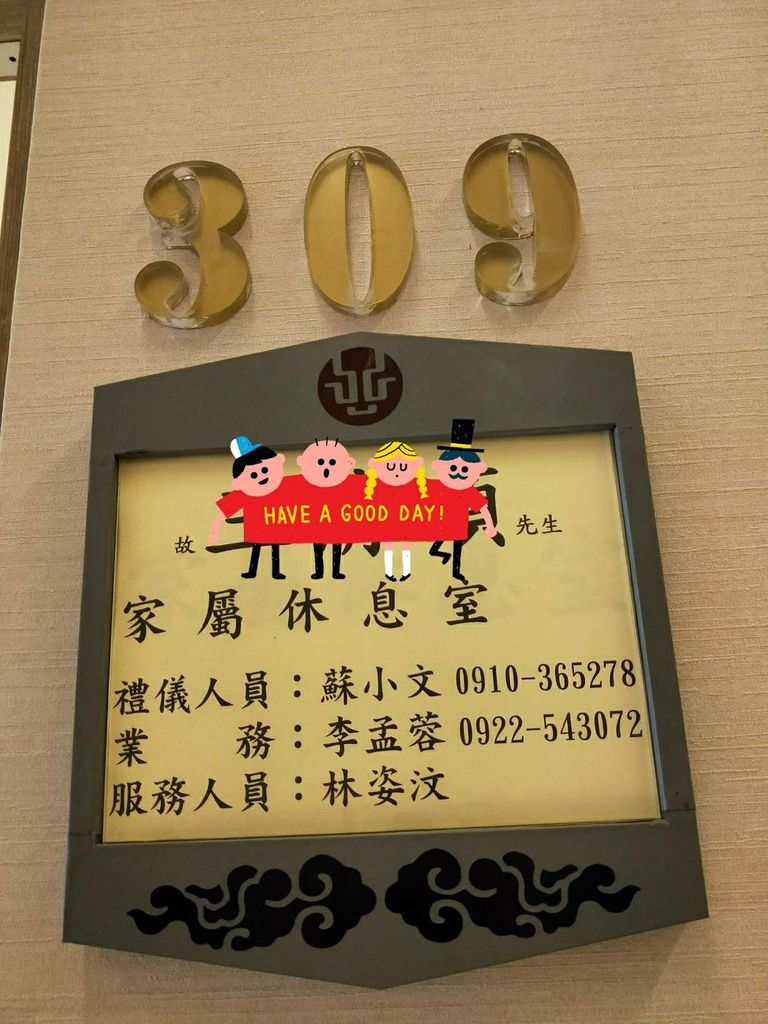 309
HAVE A GOOD DAY!
故 先生
家屬休息室
禮儀人員：蘇小文 0910-365278
業務：李孟蓉 0922-543072
服務人員：林姿汶